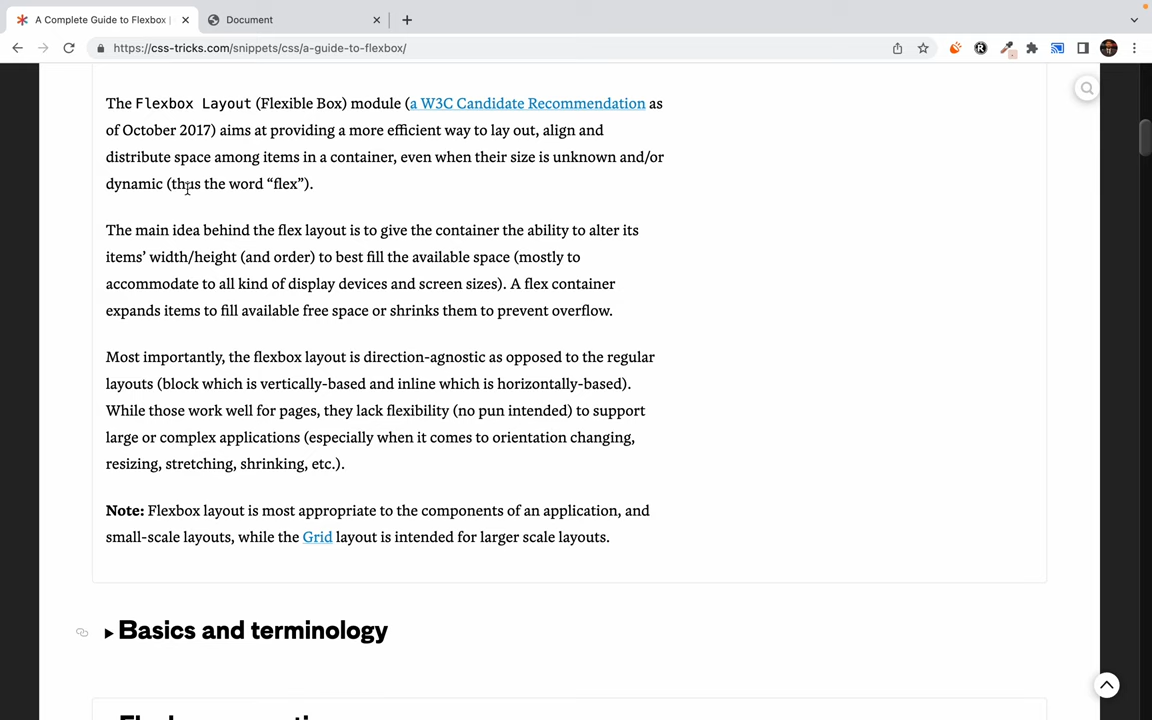 A Complete Guide to Flexbox |
Document
https://css-tricks.com/snippets/css/a-guide-to-flexbox/
The Flexbox Layout (Flexible Box) module (a W3C Candidate Recommendation as
of October 2017) aims at providing a more efficient way to lay out, align and
distribute space among items in a container, even when their size is unknown and/or
dynamic (thus the word “flex”).
The main idea behind the flex layout is to give the container the ability to alter its
items’ width/height (and order) to best fill the available space (mostly to
accommodate to all kind of display devices and screen sizes). A flex container
expands items to fill available free space or shrinks them to prevent overflow.
Most importantly, the flexbox layout is direction-agnostic as opposed to the regular
layouts (block which is vertically-based and inline which is horizontally-based).
While those work well for pages, they lack flexibility (no pun intended) to support
large or complex applications (especially when it comes to orientation changing,
resizing, stretching, shrinking, etc.).
Note: Flexbox layout is most appropriate to the components of an application, and
small-scale layouts, while the Grid layout is intended for larger scale layouts.
Basics and terminology